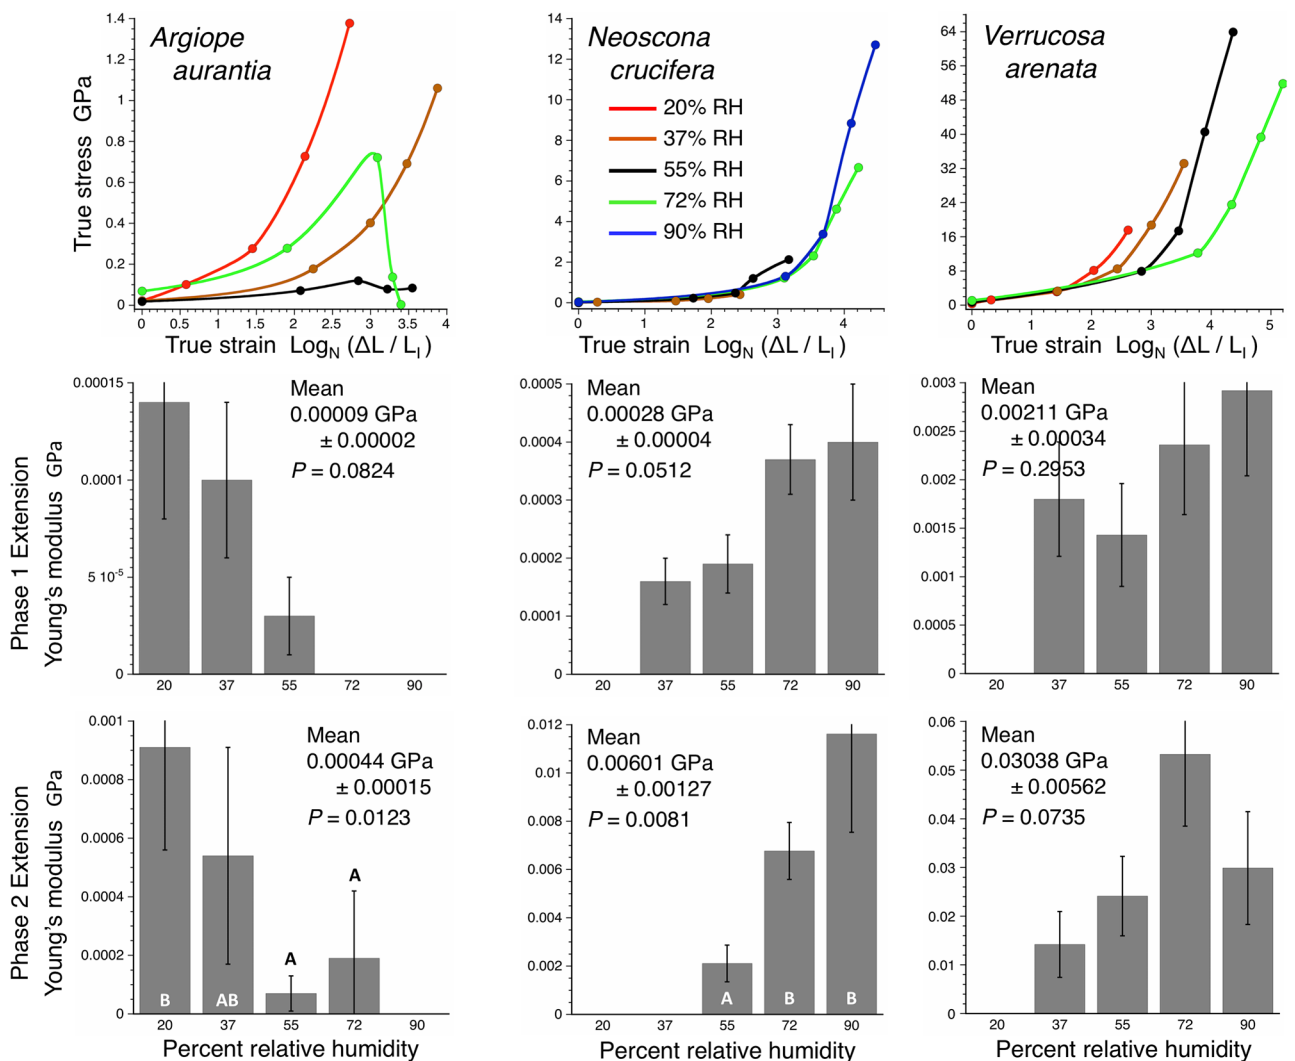 Argiope
aurantia
True stress GPa
1.4
1.2
1
0.8
0.6
0.4
0.2
0
0 0.5 1 1.5 2 2.5 3 3.5 4
True strain Log_N (ΔL / L_I)
Neoscona
crucifera
20% RH
37% RH
55% RH
72% RH
90% RH
14
12
10
8
6
4
2
0
0 1 2 3 4
True strain Log_N (ΔL / L_I)
Verrucosa
arenata
64
56
48
40
32
24
16
8
0
0 1 2 3 4 5
True strain Log_N (ΔL / L_I)
Phase 1 Extension
Young's modulus GPa
0.00015
0.0001
5 10^-5
0
Mean
0.00009 GPa
± 0.00002
P = 0.0824
20 37 55 72 90
0.0005
0.0004
0.0003
0.0002
0.0001
0
Mean
0.00028 GPa
± 0.00004
P = 0.0512
20 37 55 72 90
0.003
0.0025
0.002
0.0015
0.001
0.0005
0
Mean
0.00211 GPa
± 0.00034
P = 0.2953
20 37 55 72 90
Phase 2 Extension
Young's modulus GPa
0.001
0.0008
0.0006
0.0004
0.0002
0
Mean
0.00044 GPa
± 0.00015
P = 0.0123
B AB A A
20 37 55 72 90
Percent relative humidity
0.012
0.01
0.008
0.006
0.004
0.002
0
Mean
0.00601 GPa
± 0.00127
P = 0.0081
A B B
20 37 55 72 90
Percent relative humidity
0.06
0.05
0.04
0.03
0.02
0.01
0
Mean
0.03038 GPa
± 0.00562
P = 0.0735
20 37 55 72 90
Percent relative humidity